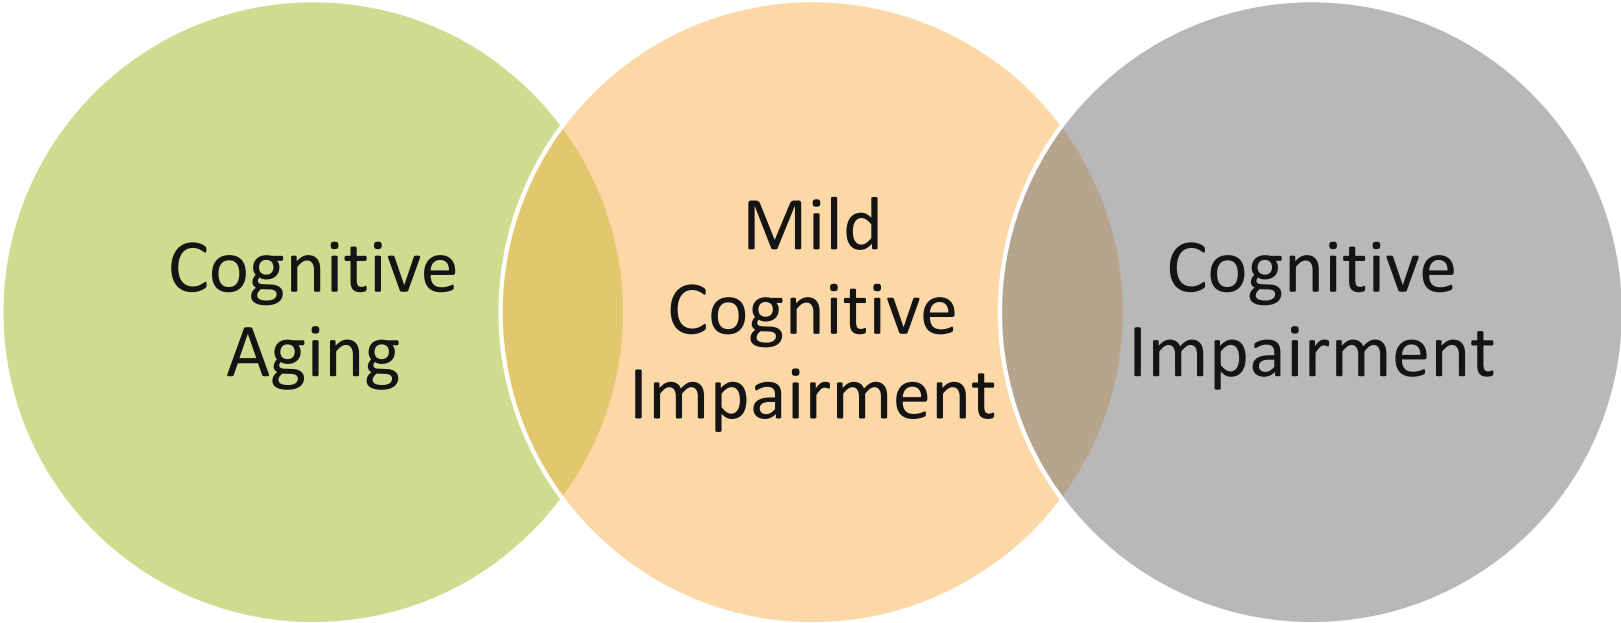 Cognitive
Aging
Mild
Cognitive
Impairment
Cognitive
Impairment